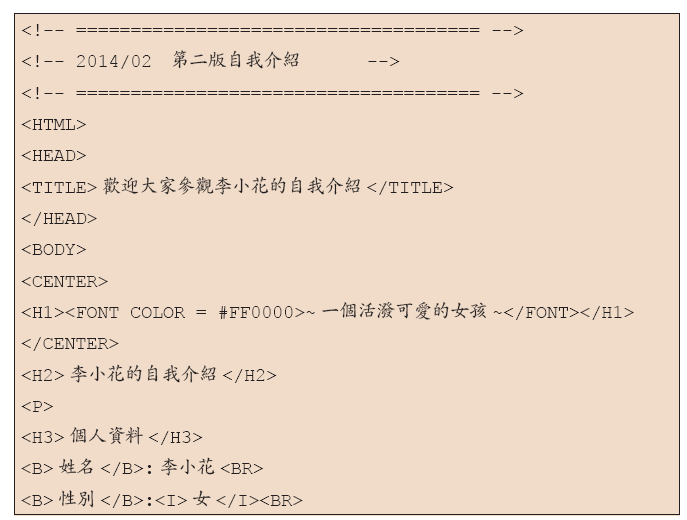 <!-- ===================================== -->
<!-- 2014/02  第二版自我介紹      -->
<!-- ===================================== -->
<HTML>
<HEAD>
<TITLE>歡迎大家參觀李小花的自我介紹</TITLE>
</HEAD>
<BODY>
<CENTER>
<H1><FONT COLOR = #FF0000>~一個活潑可愛的女孩~</FONT></H1>
</CENTER>
<H2>李小花的自我介紹</H2>
<P>
<H3>個人資料</H3>
<B>姓名</B>:李小花<BR>
<B>性別</B>:<I>女</I><BR>